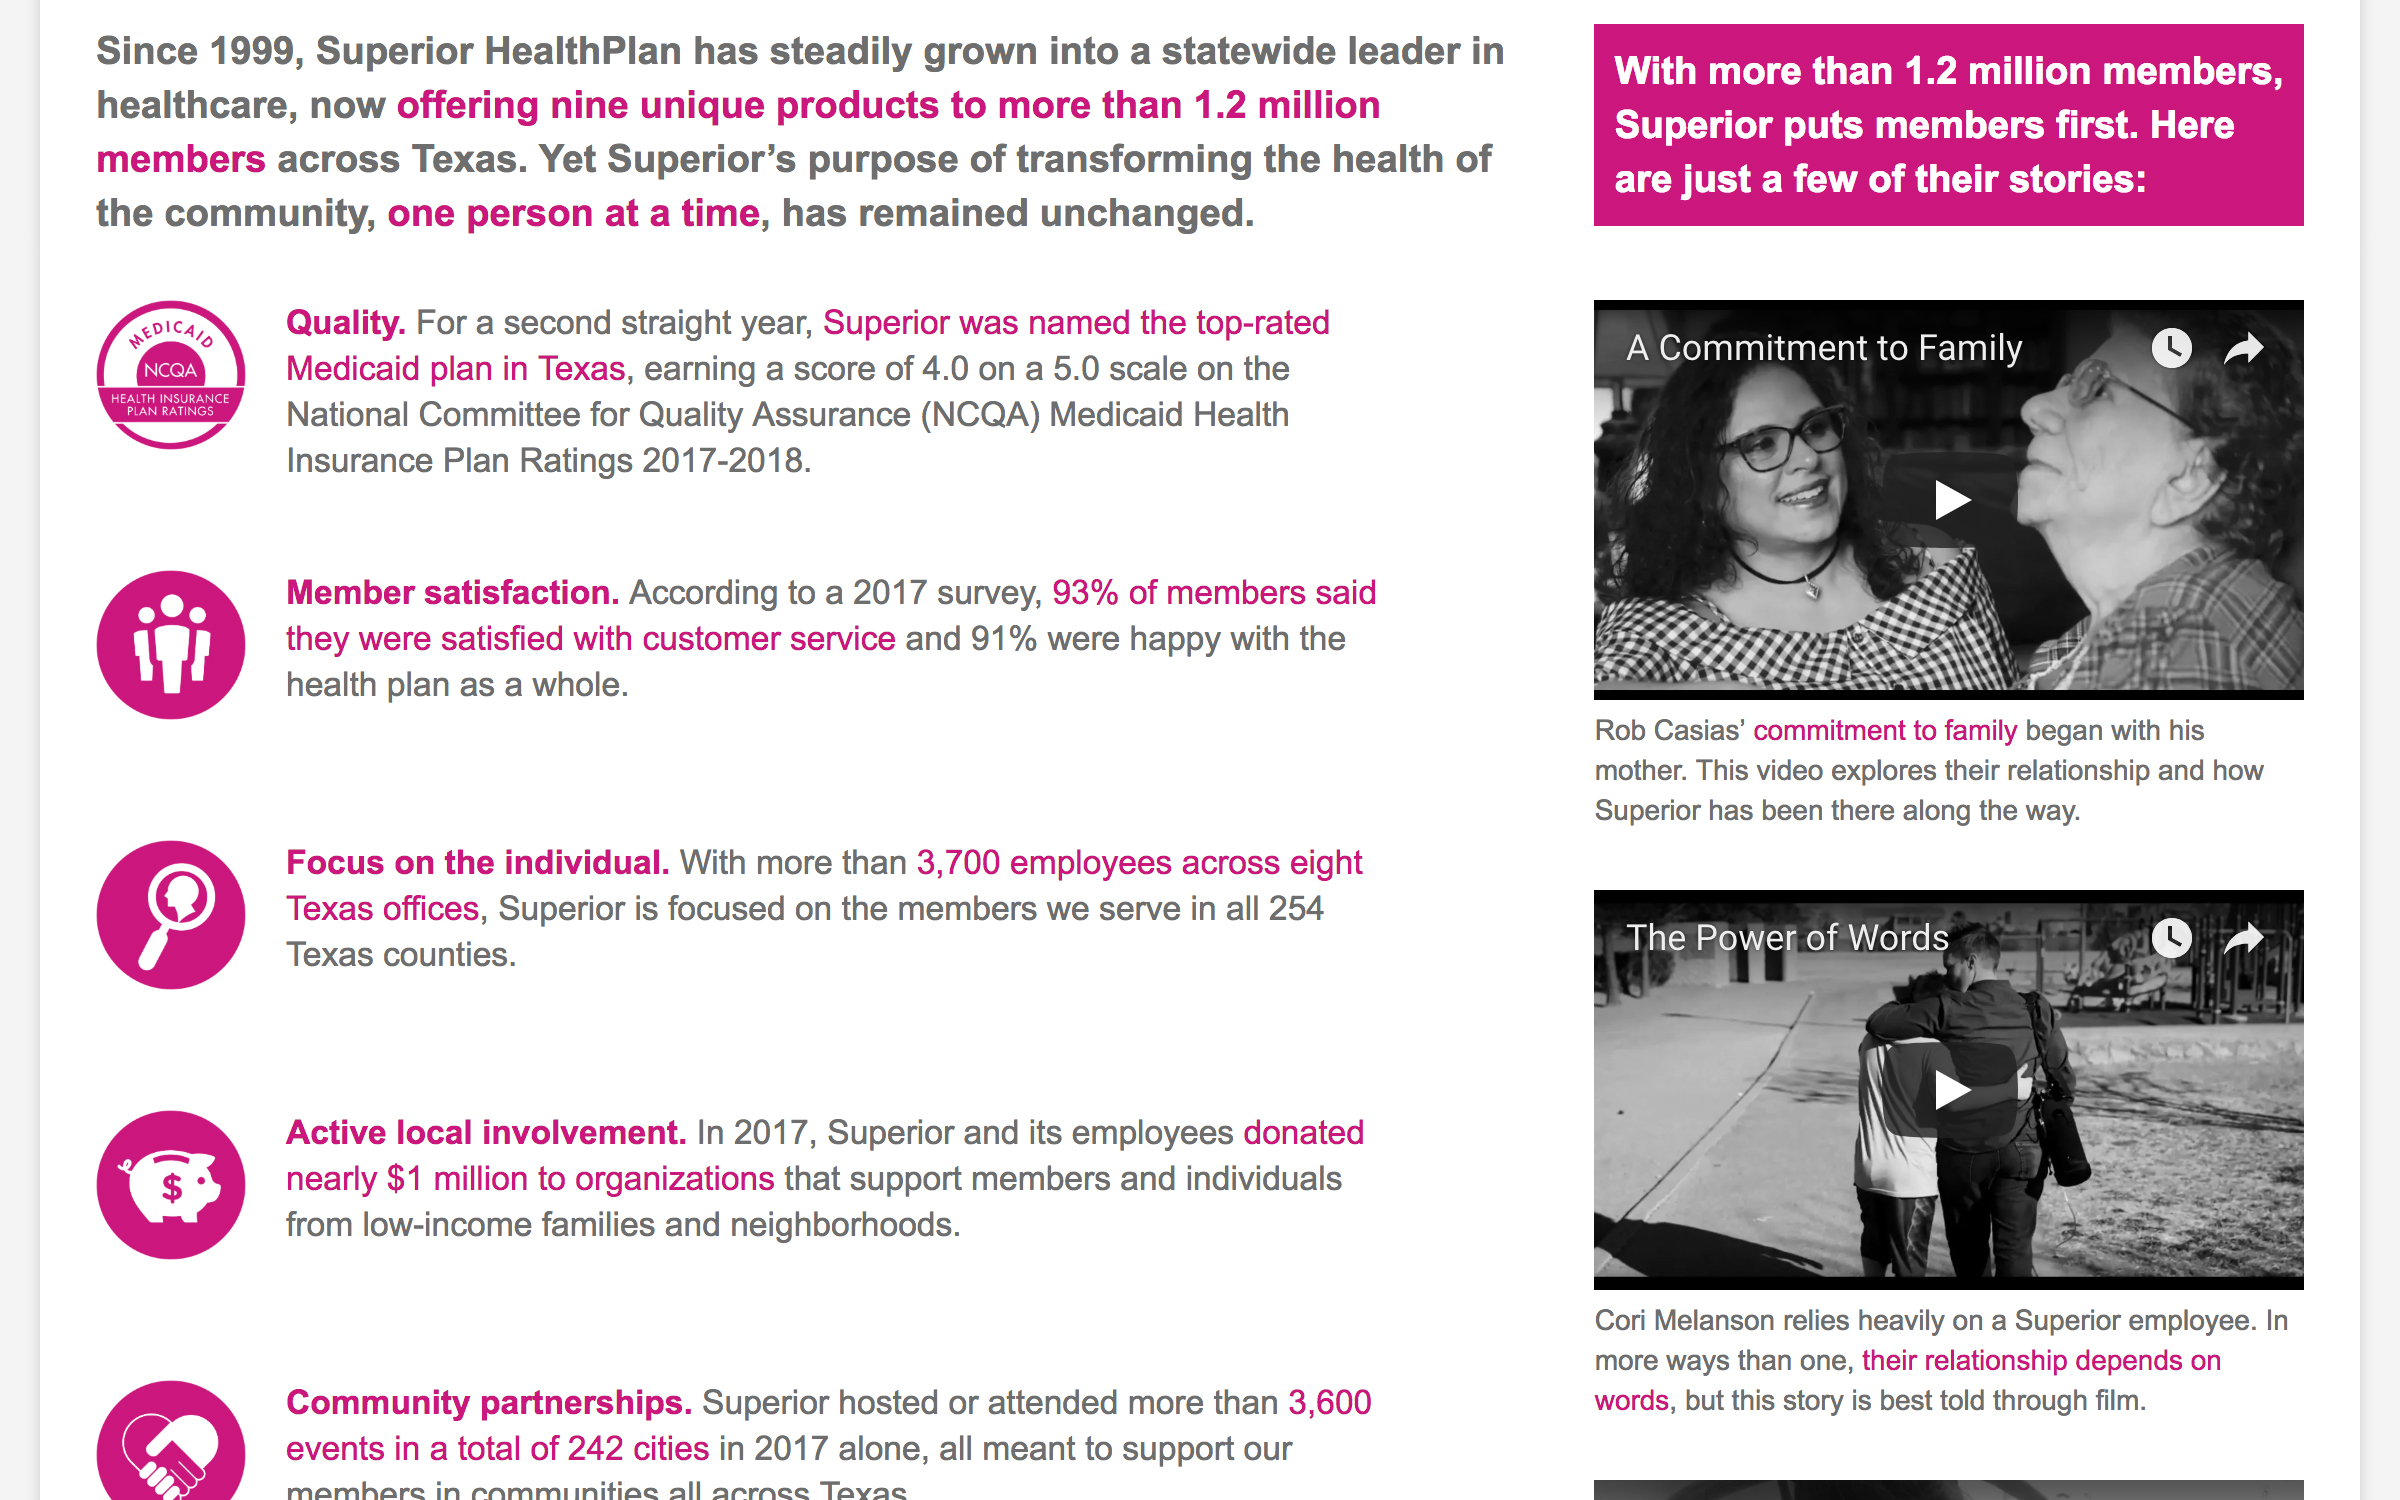 Since 1999, Superior HealthPlan has steadily grown into a statewide leader in
healthcare, now offering nine unique products to more than 1.2 million
members across Texas. Yet Superior’s purpose of transforming the health of
the community, one person at a time, has remained unchanged.
MEDICAID
NCQA
HEALTH INSURANCE
PLAN RATINGS
Quality. For a second straight year, Superior was named the top-rated
Medicaid plan in Texas, earning a score of 4.0 on a 5.0 scale on the
National Committee for Quality Assurance (NCQA) Medicaid Health
Insurance Plan Ratings 2017-2018.
Member satisfaction. According to a 2017 survey, 93% of members said
they were satisfied with customer service and 91% were happy with the
health plan as a whole.
Focus on the individual. With more than 3,700 employees across eight
Texas offices, Superior is focused on the members we serve in all 254
Texas counties.
$
Active local involvement. In 2017, Superior and its employees donated
nearly $1 million to organizations that support members and individuals
from low-income families and neighborhoods.
Community partnerships. Superior hosted or attended more than 3,600
events in a total of 242 cities in 2017 alone, all meant to support our
members in communities all across Texas.
With more than 1.2 million members,
Superior puts members first. Here
are just a few of their stories:
A Commitment to Family
Rob Casias’ commitment to family began with his
mother. This video explores their relationship and how
Superior has been there along the way.
The Power of Words
Cori Melanson relies heavily on a Superior employee. In
more ways than one, their relationship depends on
words, but this story is best told through film.